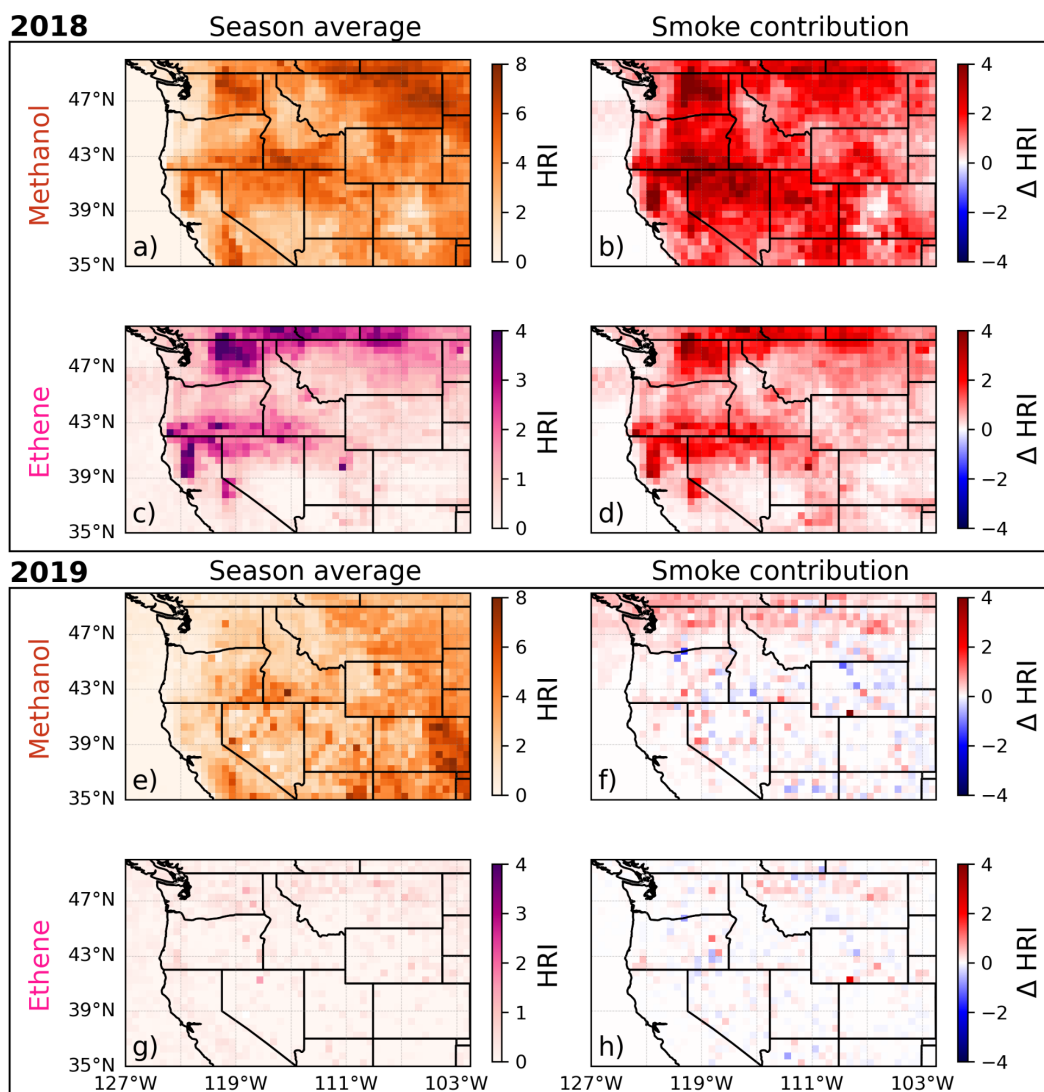 2018 Season average Smoke contribution
Methanol
47°N
43°N
39°N
35°N
a)
8
6
4
2
0
HRI
b)
4
2
0
−2
−4
Δ HRI
Ethene
47°N
43°N
39°N
35°N
c)
4
3
2
1
0
HRI
d)
4
2
0
−2
−4
Δ HRI
2019 Season average Smoke contribution
Methanol
47°N
43°N
39°N
35°N
e)
8
6
4
2
0
HRI
f)
4
2
0
−2
−4
Δ HRI
Ethene
47°N
43°N
39°N
35°N
g)
4
3
2
1
0
HRI
h)
4
2
0
−2
−4
Δ HRI
127°W 119°W 111°W 103°W 127°W 119°W 111°W 103°W